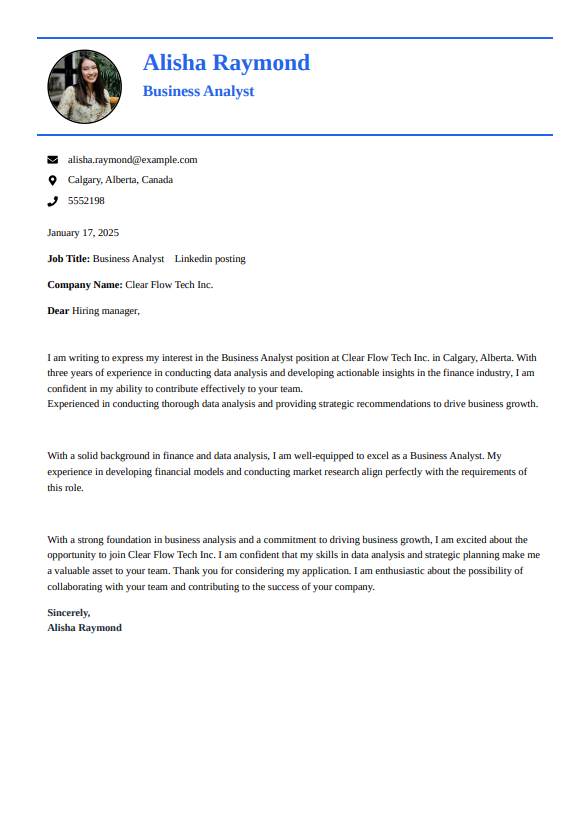 Alisha Raymond
Business Analyst
alisha.raymond@example.com
Calgary, Alberta, Canada
5552198
January 17, 2025
Job Title: Business Analyst Linkedin posting
Company Name: Clear Flow Tech Inc.
Dear Hiring manager,
I am writing to express my interest in the Business Analyst position at Clear Flow Tech Inc. in Calgary, Alberta. With
three years of experience in conducting data analysis and developing actionable insights in the finance industry, I am
confident in my ability to contribute effectively to your team.
Experienced in conducting thorough data analysis and providing strategic recommendations to drive business growth.
With a solid background in finance and data analysis, I am well-equipped to excel as a Business Analyst. My
experience in developing financial models and conducting market research align perfectly with the requirements of
this role.
With a strong foundation in business analysis and a commitment to driving business growth, I am excited about the
opportunity to join Clear Flow Tech Inc. I am confident that my skills in data analysis and strategic planning make me
a valuable asset to your team. Thank you for considering my application. I am enthusiastic about the possibility of
collaborating with your team and contributing to the success of your company.
Sincerely,
Alisha Raymond